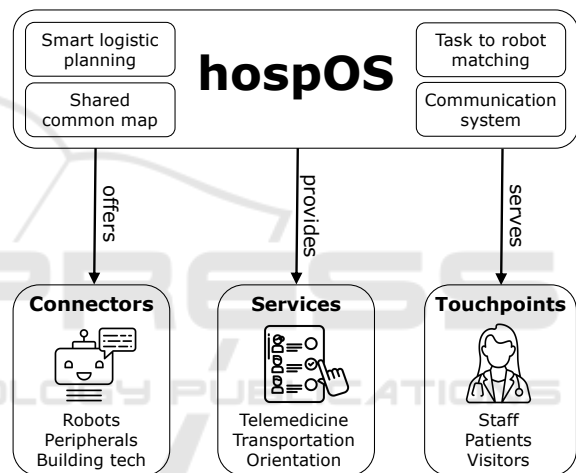 Smart logistic
planning
Shared
common map
hospOS
Task to robot
matching
Communication
system
offers
provides
serves
Connectors
Robots
Peripherals
Building tech
Services
Telemedicine
Transportation
Orientation
Touchpoints
Staff
Patients
Visitors